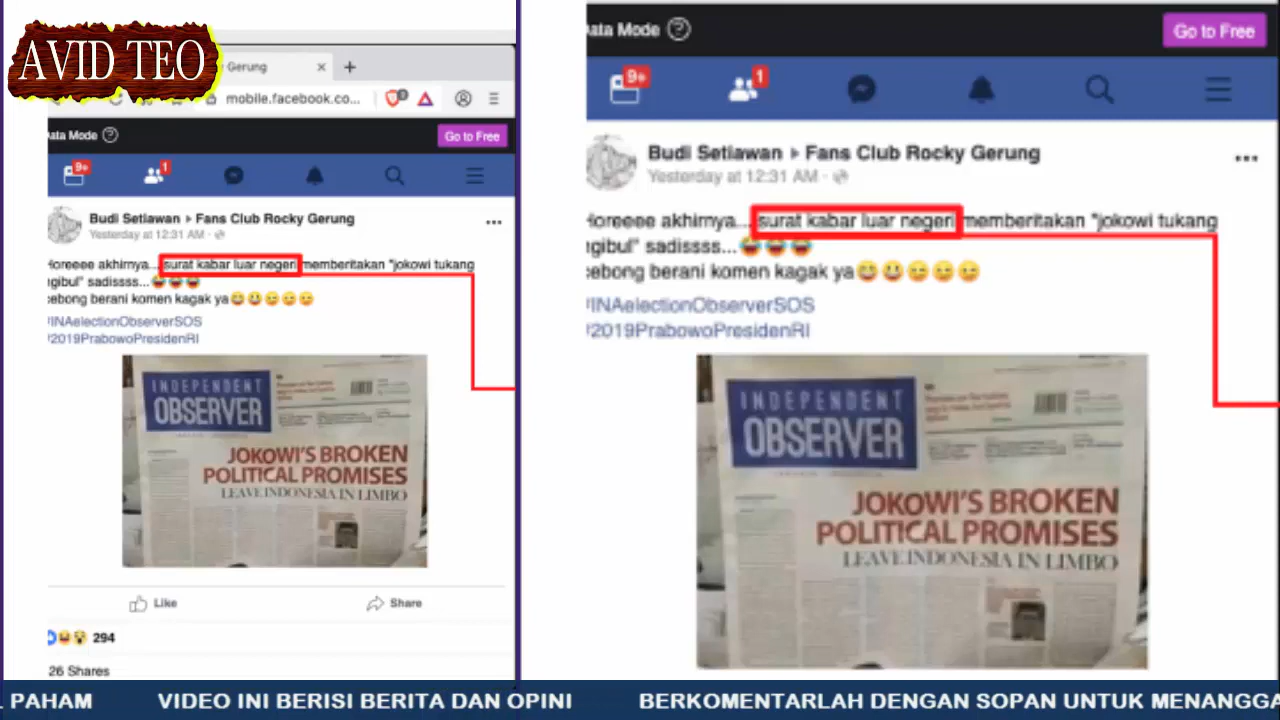 AVID TEO
Gerung
mobile.facebook.co...
ata Mode
Go to Free
9+
1
Budi Setiawan ▸ Fans Club Rocky Gerung
Yesterday at 12:31 AM
Horeeee akhirnya... surat kabar luar negeri memberitakan "jokowi tukang
ngibul" sadissss...
cebong berani komen kagak ya
#INAelectionObserverSOS
#2019PrabowoPresidenRI
INDEPENDENT
OBSERVER
JOKOWI'S BROKEN
POLITICAL PROMISES
LEAVE INDONESIA IN LIMBO
Like
Share
294
26 Shares
ata Mode
Go to Free
9+
1
Budi Setiawan ▸ Fans Club Rocky Gerung
Yesterday at 12:31 AM
Horeeee akhirnya... surat kabar luar negeri memberitakan "jokowi tukang
ngibul" sadissss...
cebong berani komen kagak ya
#INAelectionObserverSOS
#2019PrabowoPresidenRI
INDEPENDENT
OBSERVER
JOKOWI'S BROKEN
POLITICAL PROMISES
LEAVE INDONESIA IN LIMBO
L PAHAM VIDEO INI BERISI BERITA DAN OPINI BERKOMENTARLAH DENGAN SOPAN UNTUK MENANGGA